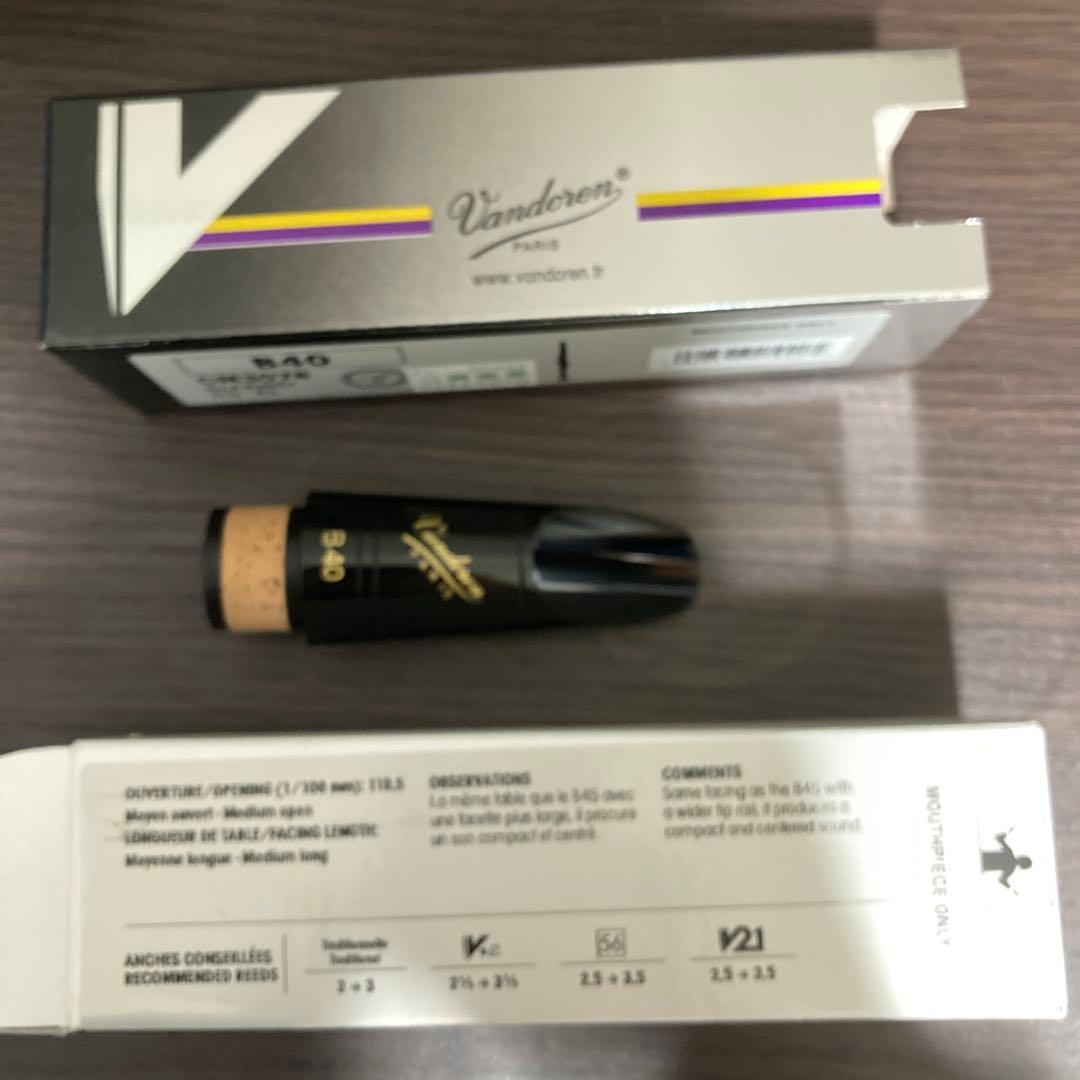 Vandoren®
PARIS
www.vandoren.fr
B40
B40
Vandoren
PARIS
OUVERTURE/OPENING (1/100 mm): 119,5
Moyen ouvert - Medium open
LONGUEUR DE TABLE/FACING LENGTH:
Moyenne longue - Medium long
OBSERVATIONS
La même table que le B45 avec
une facette plus large, il procure
un son compact et centré.
COMMENTS
Same facing as the B45 with
a wider tip rail, it produces a
compact and centered sound.
MOUTHPIECE ONLY
ANCHES CONSEILLÉES
RECOMMENDED REEDS
Traditionnelle
Traditional
2 → 3
V12
2½ → 3½
56
2,5 → 3,5
V21
2,5 → 3,5